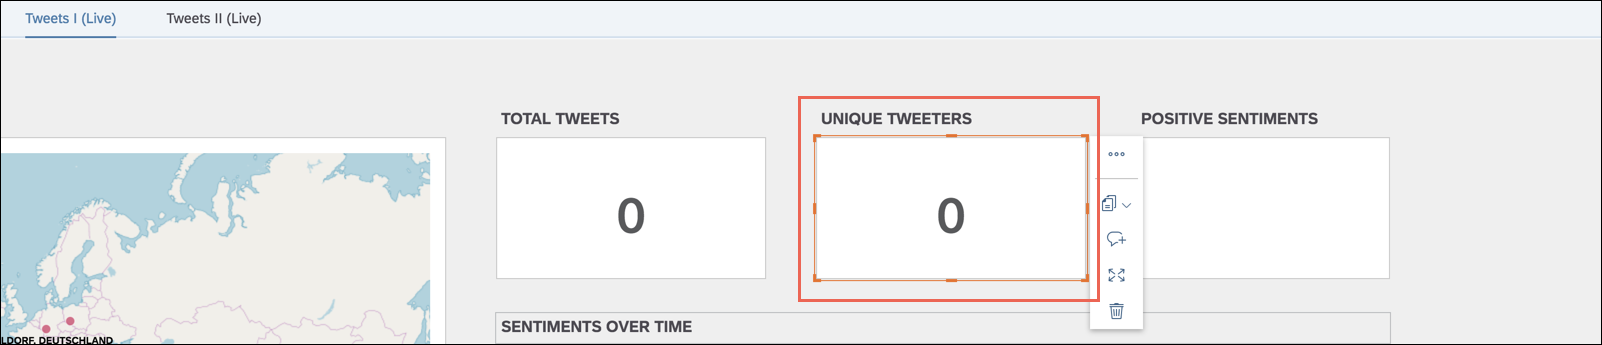 Tweets I (Live)
Tweets II (Live)
TOTAL TWEETS
UNIQUE TWEETERS
POSITIVE SENTIMENTS
0
0
SENTIMENTS OVER TIME
LDORF, DEUTSCHLAND